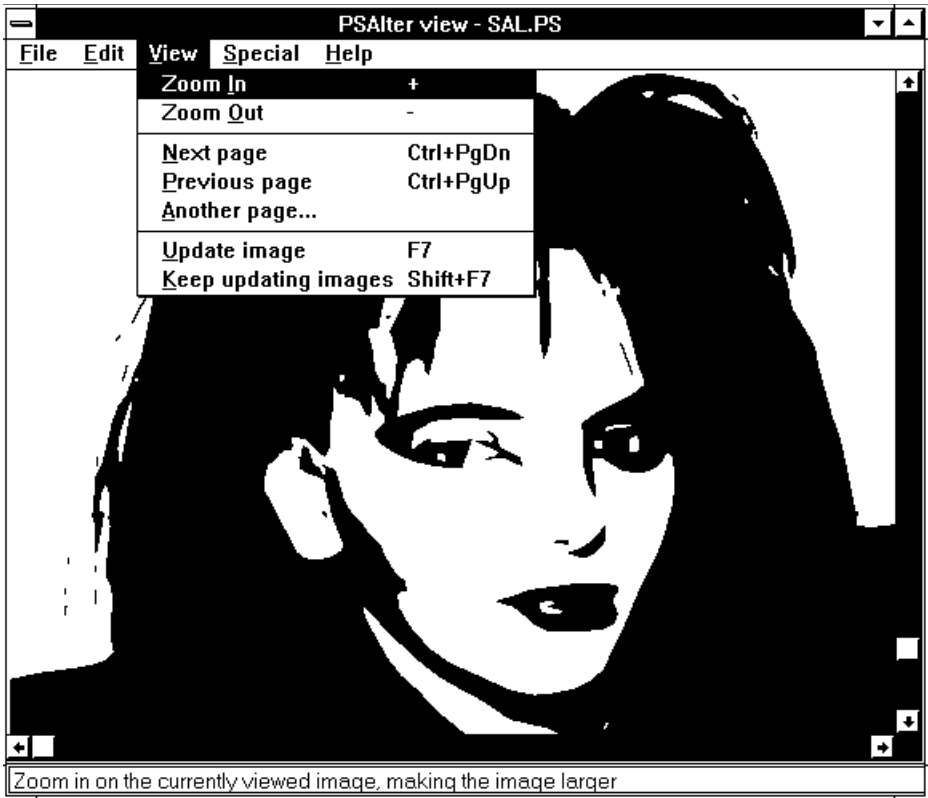 PSAlter view - SAL.PS
File Edit View Special Help
Zoom In +
Zoom Out -
Next page Ctrl+PgDn
Previous page Ctrl+PgUp
Another page...
Update image F7
Keep updating images Shift+F7
Zoom in on the currently viewed image, making the image larger